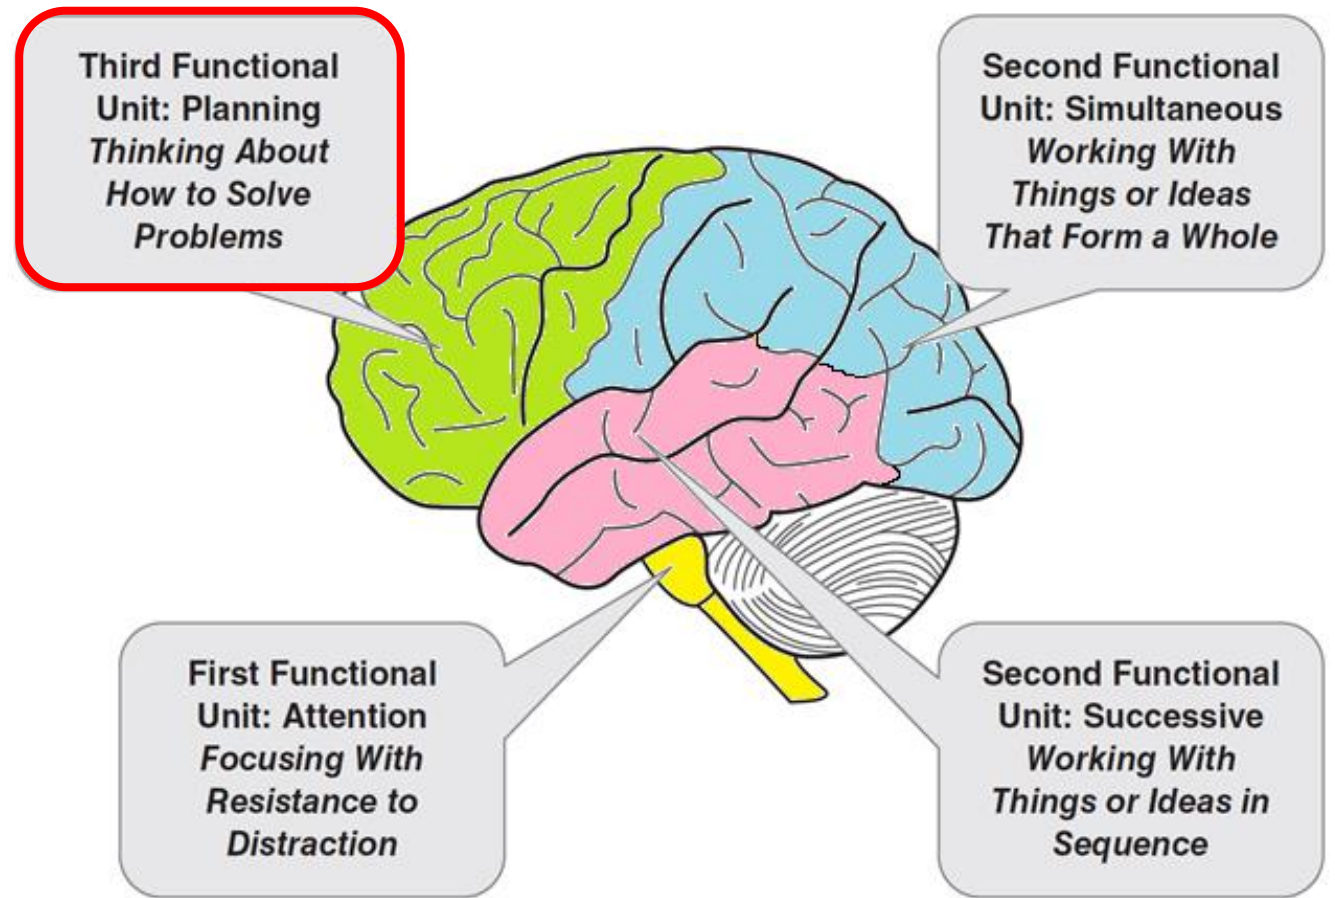 Third Functional
Unit: Planning
Thinking About
How to Solve
Problems
Second Functional
Unit: Simultaneous
Working With
Things or Ideas
That Form a Whole
First Functional
Unit: Attention
Focusing With
Resistance to
Distraction
Second Functional
Unit: Successive
Working With
Things or Ideas in
Sequence